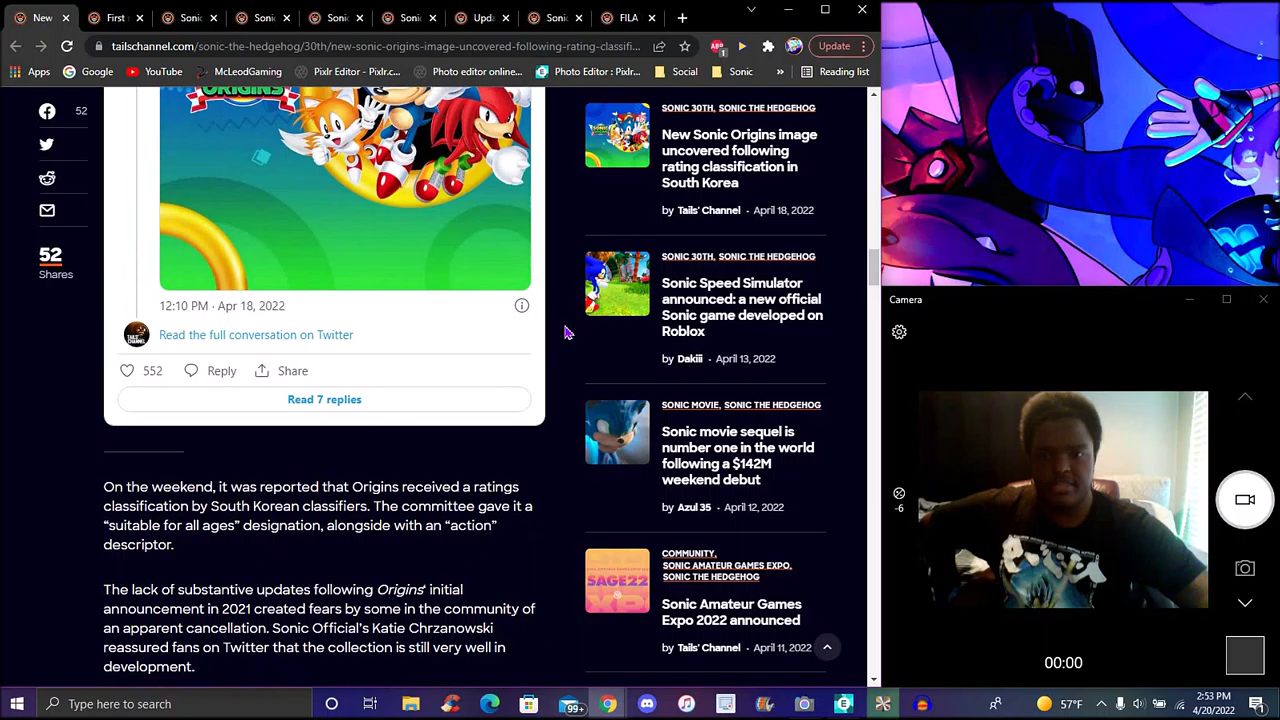 New
First
Sonic
Sonic
Sonic
Sonic
Upda
Sonic
FILA
tailschannel.com/sonic-the-hedgehog/30th/new-sonic-origins-image-uncovered-following-rating-classifi...
Update
Apps
Google
YouTube
McLeodGaming
Pixlr Editor - Pixlr.c...
Photo editor online...
Photo Editor : Pixlr...
Social
Sonic
Reading list
52
52
Shares
ORIGINS
12:10 PM · Apr 18, 2022
Read the full conversation on Twitter
552
Reply
Share
Read 7 replies
On the weekend, it was reported that Origins received a ratings
classification by South Korean classifiers. The committee gave it a
“suitable for all ages” designation, alongside with an “action”
descriptor.
The lack of substantive updates following Origins‘ initial
announcement in 2021 created fears by some in the community of
an apparent cancellation. Sonic Official’s Katie Chrzanowski
reassured fans on Twitter that the collection is still very well in
development.
SONIC 30TH, SONIC THE HEDGEHOG
New Sonic Origins image
uncovered following
rating classification in
South Korea
by Tails' Channel · April 18, 2022
SONIC 30TH, SONIC THE HEDGEHOG
Sonic Speed Simulator
announced: a new official
Sonic game developed on
Roblox
by Dakiii · April 13, 2022
SONIC MOVIE, SONIC THE HEDGEHOG
Sonic movie sequel is
number one in the world
following a $142M
weekend debut
by Azul 35 · April 12, 2022
SAGE22
XP
COMMUNITY,
SONIC AMATEUR GAMES EXPO,
SONIC THE HEDGEHOG
Sonic Amateur Games
Expo 2022 announced
by Tails' Channel · April 11, 2022
Camera
-6
00:00
Type here to search
99+
57°F
2:53 PM
4/20/2022
1